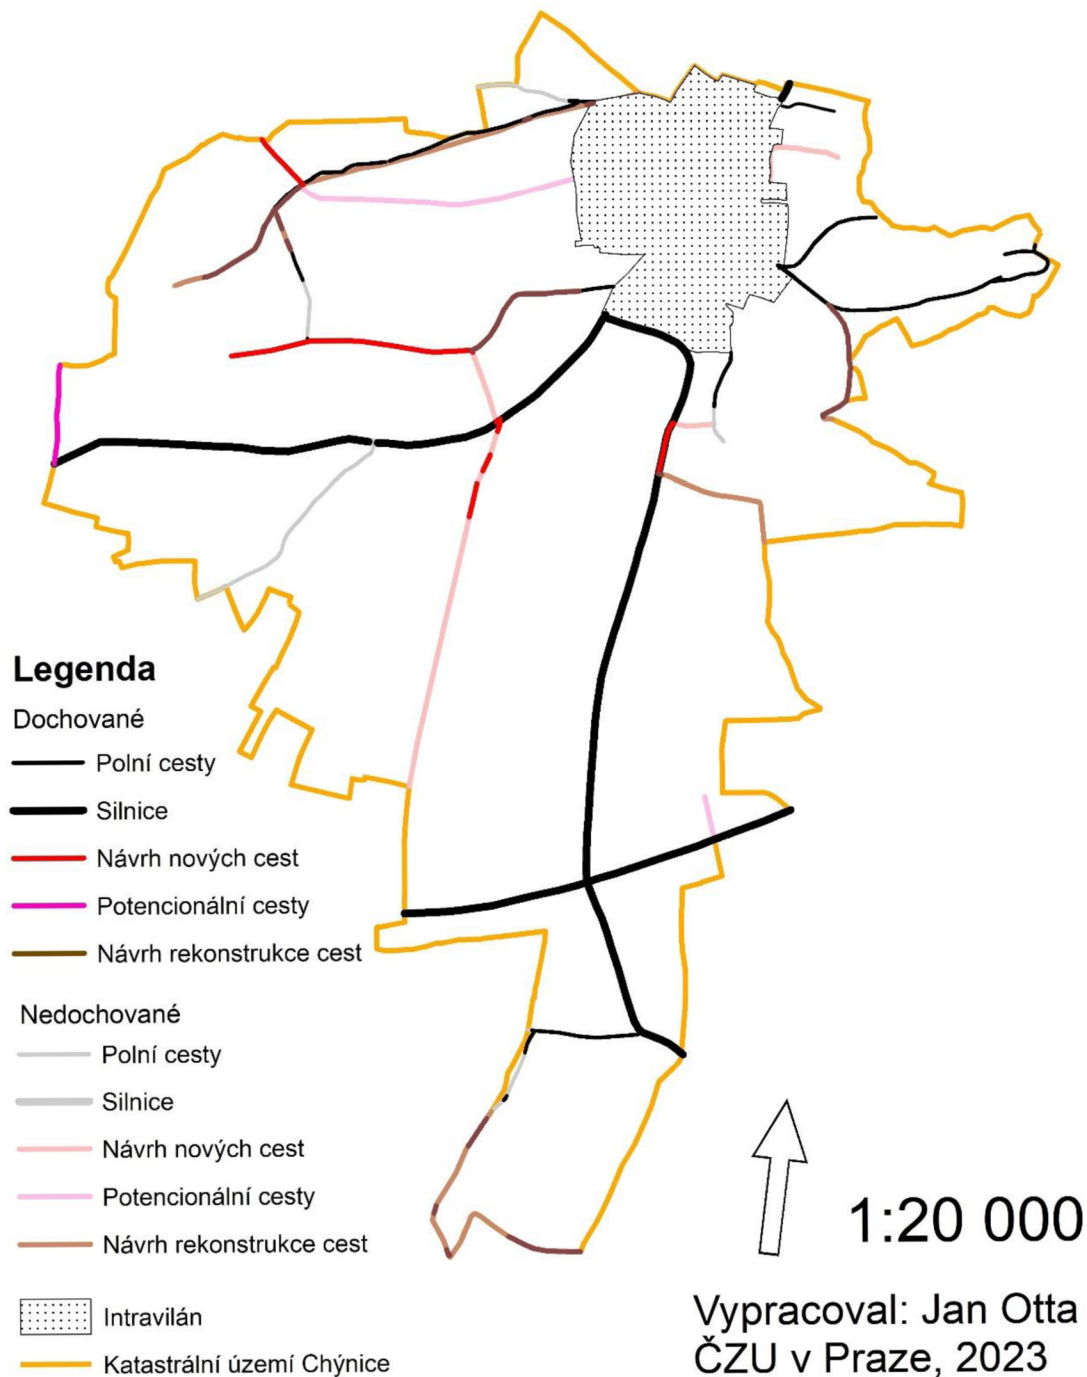 Legenda
Dochované
Polní cesty
Silnice
Návrh nových cest
Potencionální cesty
Návrh rekonstrukce cest
Nedochované
Polní cesty
Silnice
Návrh nových cest
Potencionální cesty
Návrh rekonstrukce cest
Intravilán
Katastrální území Chýnice
1:20 000
Vypracoval: Jan Otta
ČZU v Praze, 2023